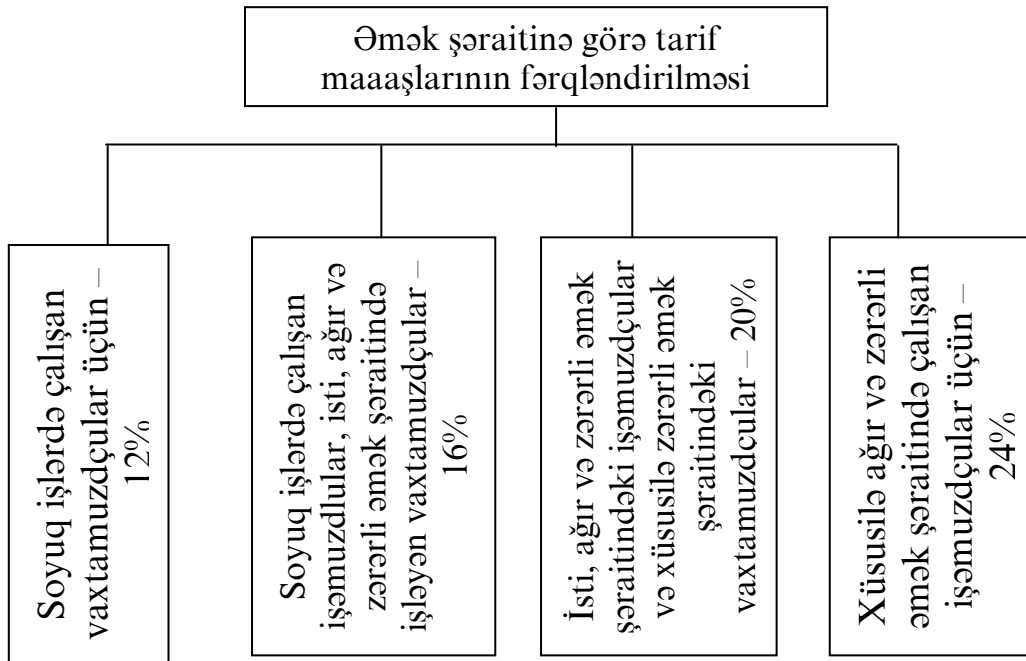 Əmək şəraitinə görə tarif
maaaşlarının fərqləndirilməsi
Soyuq işlərdə çalışan
vaxtamuzdçular üçün –
12%
Soyuq işlərdə çalışan
işəmuzdlular, isti, ağır və
zərərli əmək şəraitində
işləyən vaxtamuzdçular –
16%
İsti, ağır və zərərli əmək
şəraitindəki işəmuzdçular
və xüsusilə zərərli əmək
şəraitindəki
vaxtamuzdçular – 20%
Xüsusilə ağır və zərərli
əmək şəraitində çalışan
işəmuzdçular üçün –
24%